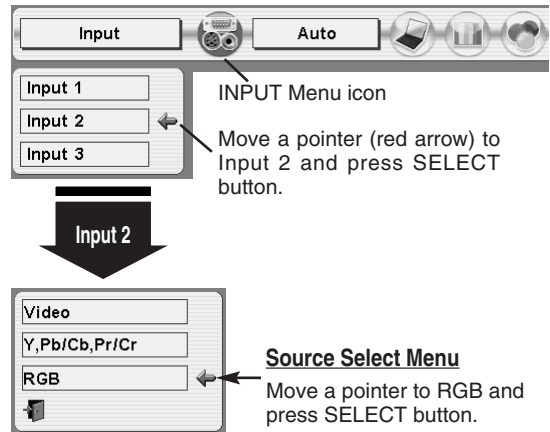 Input
Auto
Input 1
Input 2
Input 3
INPUT Menu icon
Move a pointer (red arrow) to
Input 2 and press SELECT
button.
Input 2
Video
Y,Pb/Cb,Pr/Cr
RGB
Source Select Menu
Move a pointer to RGB and
press SELECT button.